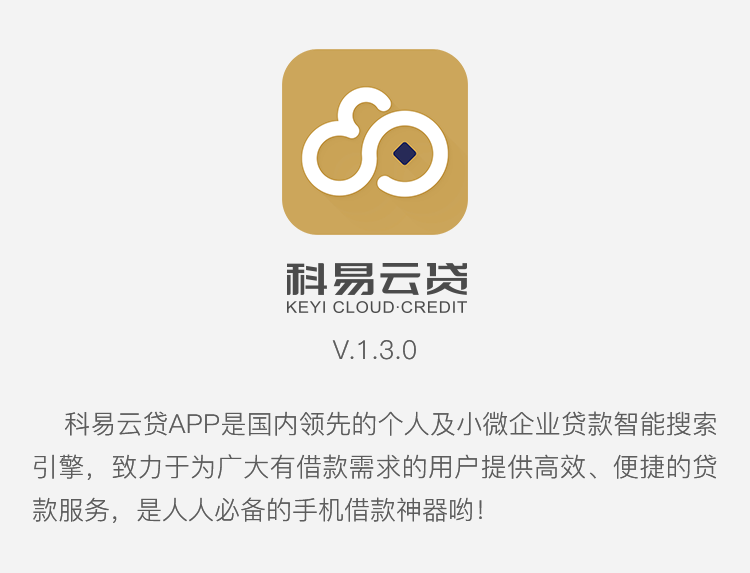 科易云贷
KEYI CLOUD·CREDIT
V.1.3.0
科易云贷APP是国内领先的个人及小微企业贷款智能搜索
引擎，致力于为广大有借款需求的用户提供高效、便捷的贷
款服务，是人人必备的手机借款神器哟！